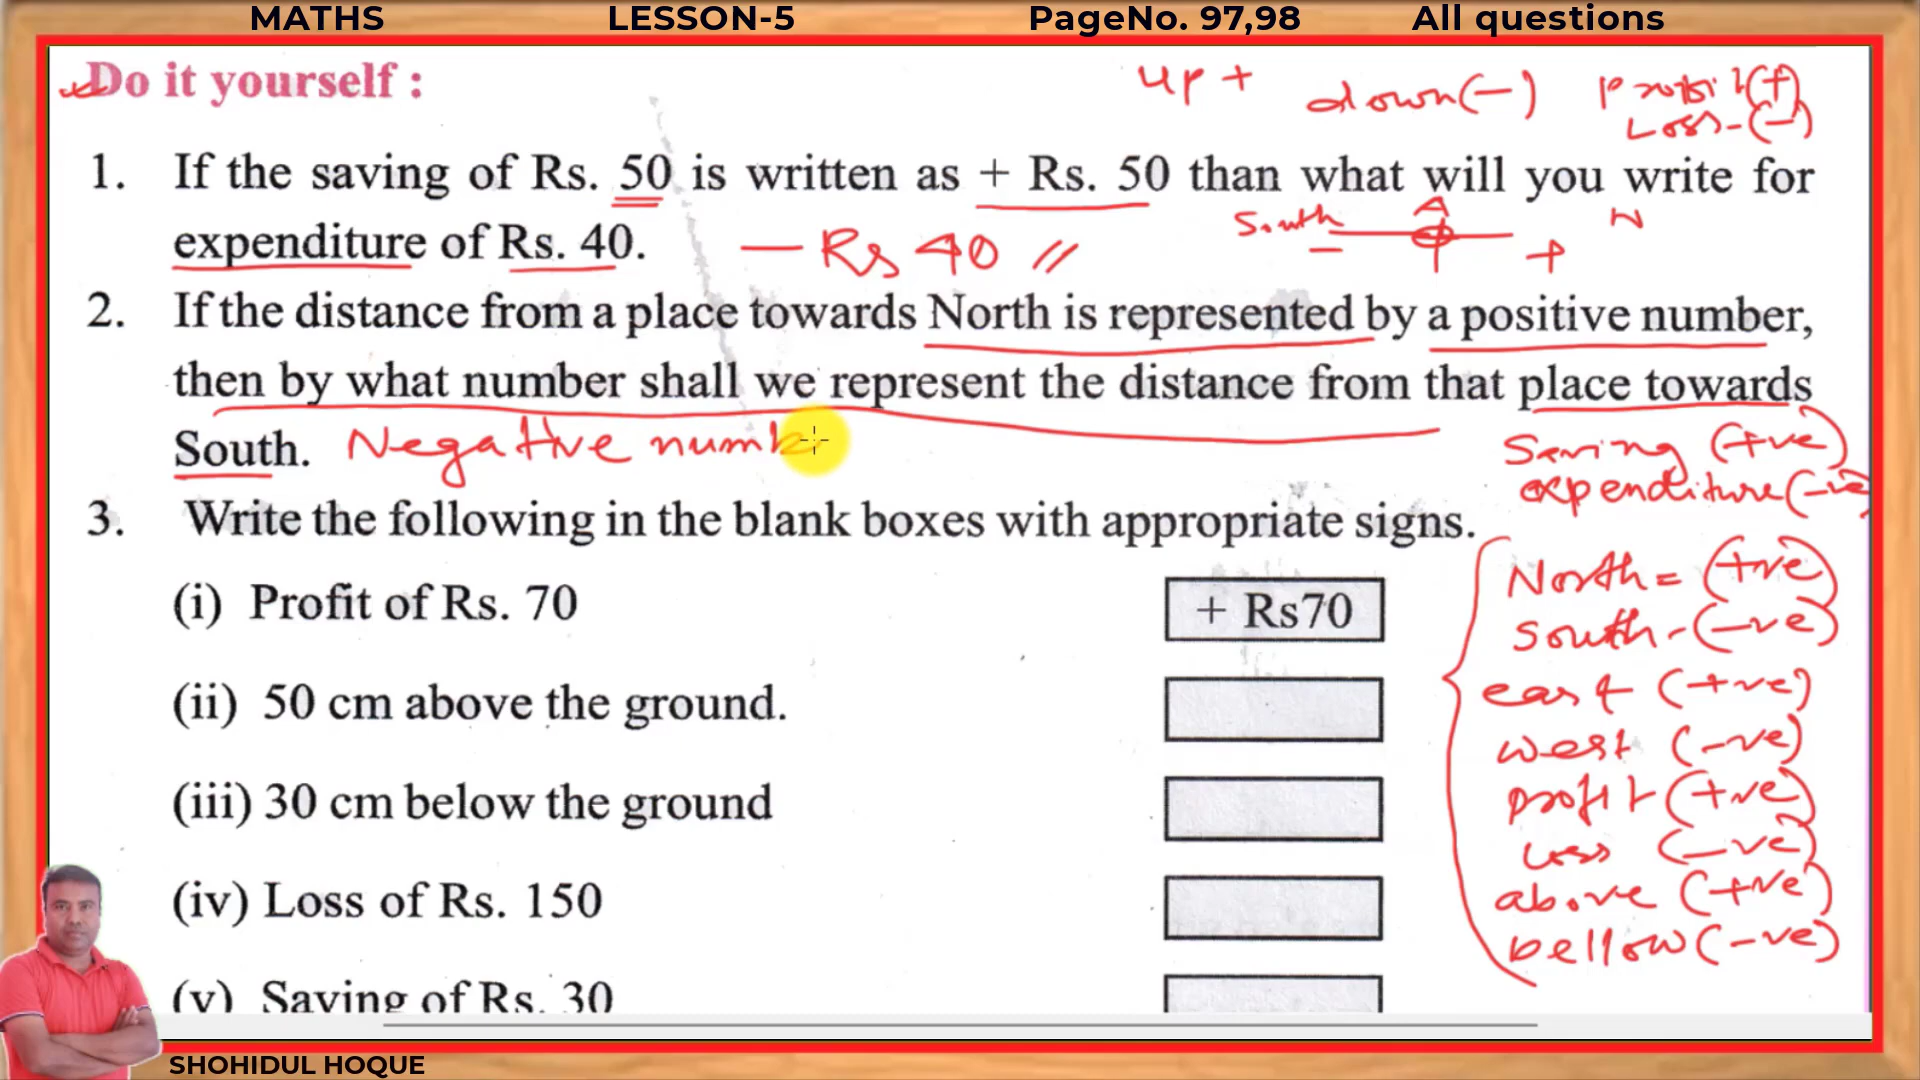 MATHS LESSON-5 PageNo. 97,98 All questions
Do it yourself :
up + down(-) profit(+)
Loss-(-)
1. If the saving of Rs. 50 is written as + Rs. 50 than what will you write for
South A N
expenditure of Rs. 40. - Rs 40 //
- +
2. If the distance from a place towards North is represented by a positive number,
then by what number shall we represent the distance from that place towards
South. Negative numb
Saving (+ve)
expenditure(-ve)
3. Write the following in the blank boxes with appropriate signs.
North = (+ve)
(i) Profit of Rs. 70 + Rs70
South - (-ve)
east (+ve)
(ii) 50 cm above the ground.
west (-ve)
(iii) 30 cm below the ground
profit (+ve)
loss (-ve)
(iv) Loss of Rs. 150
above (+ve)
bellow (-ve)
(v) Saving of Rs. 30
SHOHIDUL HOQUE